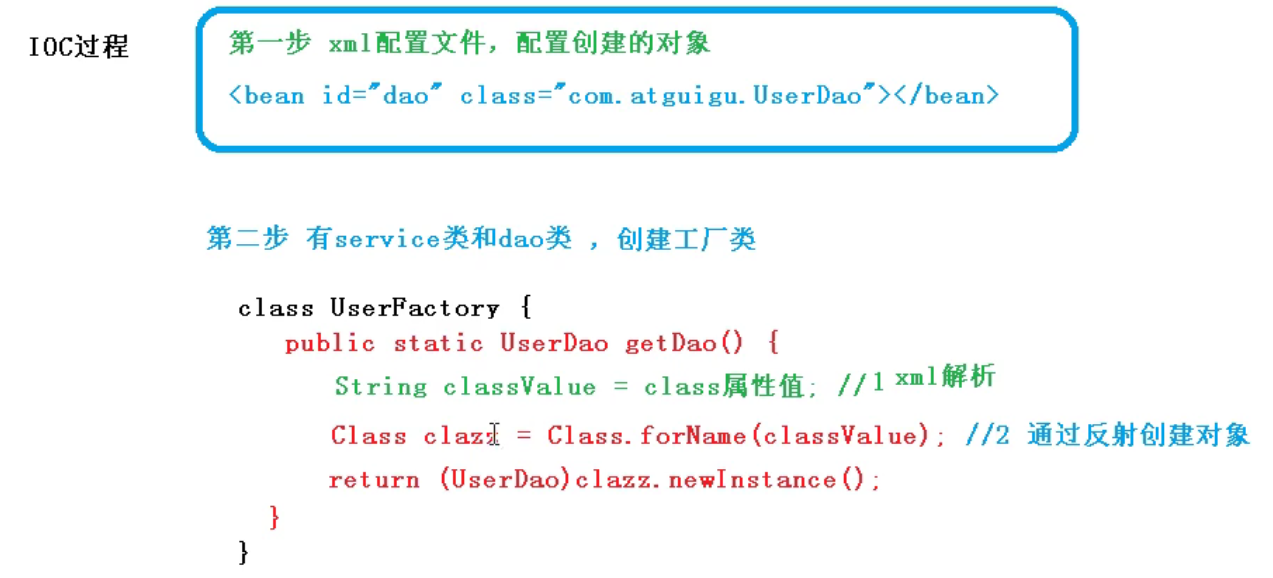 IOC过程
第一步 xml配置文件，配置创建的对象
<bean id="dao" class="com.atguigu.UserDao"></bean>
第二步 有service类和dao类 ，创建工厂类
class UserFactory {
public static UserDao getDao() {
String classValue = class属性值; //1 xml解析
Class clazz = Class.forName(classValue); //2 通过反射创建对象
return (UserDao)clazz.newInstance();
}
}